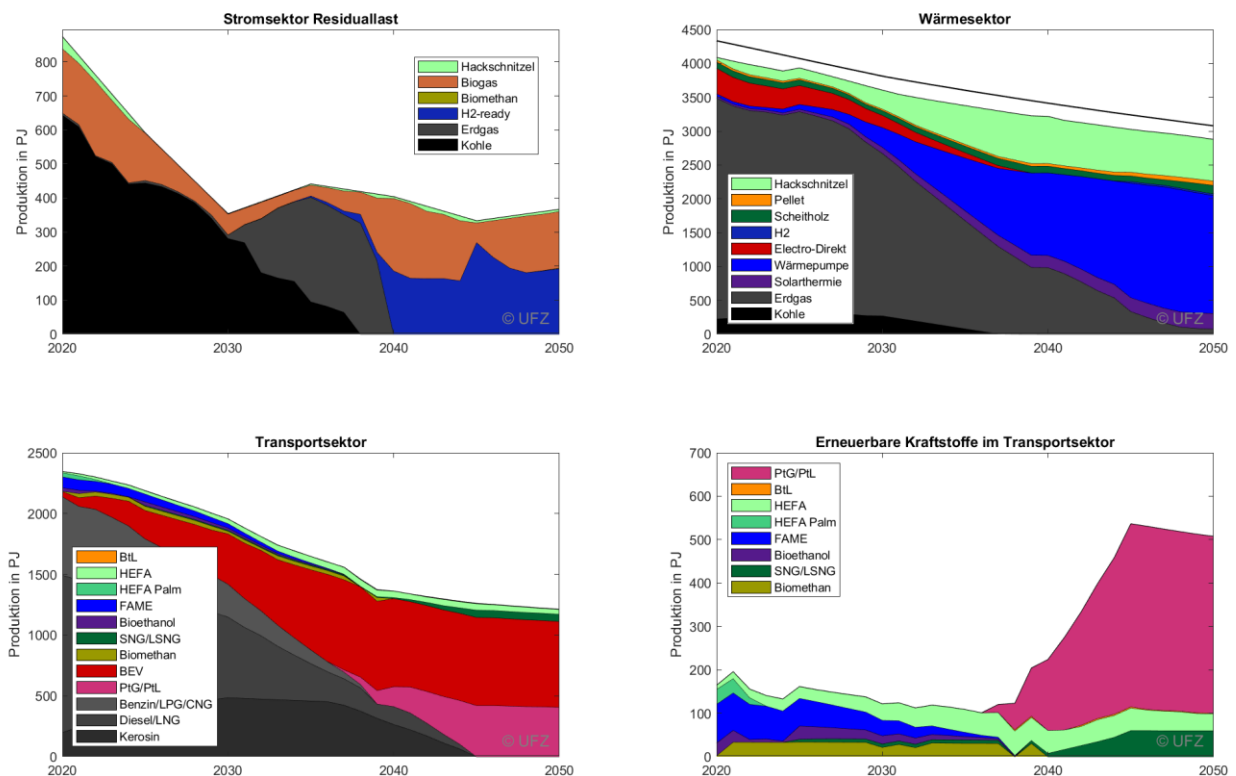 Stromsektor Residuallast
Produktion in PJ
800
700
600
500
400
300
200
100
0
2020
2030
2040
2050
Hackschnitzel
Biogas
Biomethan
H2-ready
Erdgas
Kohle
© UFZ
Wärmesektor
Produktion in PJ
4500
4000
3500
3000
2500
2000
1500
1000
500
0
2020
2030
2040
2050
Hackschnitzel
Pellet
Scheitholz
H2
Electro-Direkt
Wärmepumpe
Solarthermie
Erdgas
Kohle
© UFZ
Transportsektor
Produktion in PJ
2500
2000
1500
1000
500
0
2020
2030
2040
2050
BtL
HEFA
HEFA Palm
FAME
Bioethanol
SNG/LSNG
Biomethan
BEV
PtG/PtL
Benzin/LPG/CNG
Diesel/LNG
Kerosin
© UFZ
Erneuerbare Kraftstoffe im Transportsektor
Produktion in PJ
700
600
500
400
300
200
100
0
2020
2030
2040
2050
PtG/PtL
BtL
HEFA
HEFA Palm
FAME
Bioethanol
SNG/LSNG
Biomethan
© UFZ